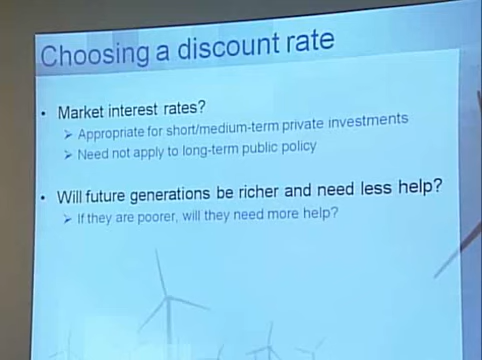 Choosing a discount rate
• Market interest rates?
➢ Appropriate for short/medium-term private investments
➢ Need not apply to long-term public policy
• Will future generations be richer and need less help?
➢ If they are poorer, will they need more help?